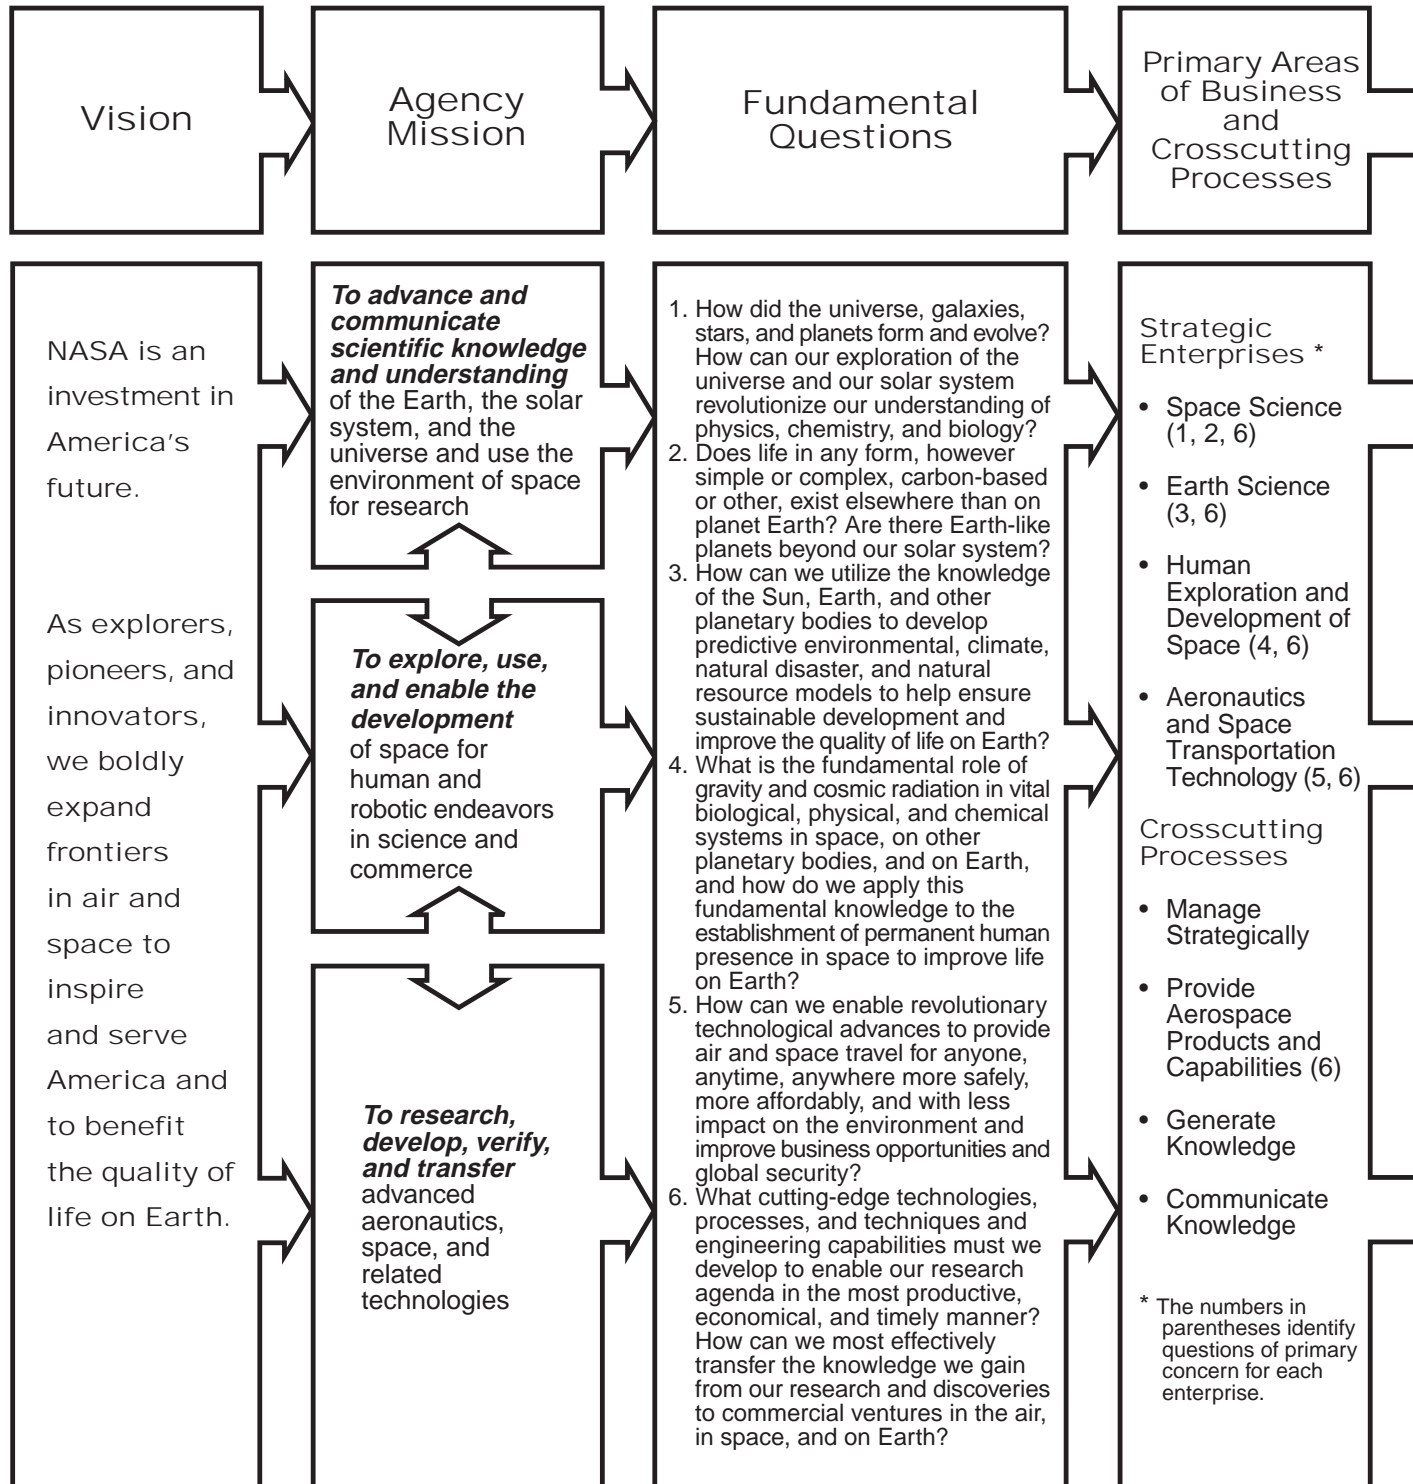 Vision
Agency
Mission
Fundamental
Questions
Primary Areas
of Business
and
Crosscutting
Processes
NASA is an
investment in
America's
future.
As explorers,
pioneers, and
innovators,
we boldly
expand
frontiers
in air and
space to
inspire
and serve
America and
to benefit
the quality of
life on Earth.
To advance and
communicate
scientific knowledge
and understanding
of the Earth, the solar
system, and the
universe and use the
environment of space
for research
To explore, use,
and enable the
development
of space for
human and
robotic endeavors
in science and
commerce
To research,
develop, verify,
and transfer
advanced
aeronautics,
space, and
related
technologies
1. How did the universe, galaxies,
stars, and planets form and evolve?
How can our exploration of the
universe and our solar system
revolutionize our understanding of
physics, chemistry, and biology?
2. Does life in any form, however
simple or complex, carbon-based
or other, exist elsewhere than on
planet Earth? Are there Earth-like
planets beyond our solar system?
3. How can we utilize the knowledge
of the Sun, Earth, and other
planetary bodies to develop
predictive environmental, climate,
natural disaster, and natural
resource models to help ensure
sustainable development and
improve the quality of life on Earth?
4. What is the fundamental role of
gravity and cosmic radiation in vital
biological, physical, and chemical
systems in space, on other
planetary bodies, and on Earth,
and how do we apply this
fundamental knowledge to the
establishment of permanent human
presence in space to improve life
on Earth?
5. How can we enable revolutionary
technological advances to provide
air and space travel for anyone,
anytime, anywhere more safely,
more affordably, and with less
impact on the environment and
improve business opportunities and
global security?
6. What cutting-edge technologies,
processes, and techniques and
engineering capabilities must we
develop to enable our research
agenda in the most productive,
economical, and timely manner?
How can we most effectively
transfer the knowledge we gain
from our research and discoveries
to commercial ventures in the air,
in space, and on Earth?
Strategic
Enterprises *
• Space Science
(1, 2, 6)
• Earth Science
(3, 6)
• Human
Exploration and
Development of
Space (4, 6)
• Aeronautics
and Space
Transportation
Technology (5, 6)
Crosscutting
Processes
• Manage
Strategically
• Provide
Aerospace
Products and
Capabilities (6)
• Generate
Knowledge
• Communicate
Knowledge
* The numbers in
parentheses identify
questions of primary
concern for each
enterprise.